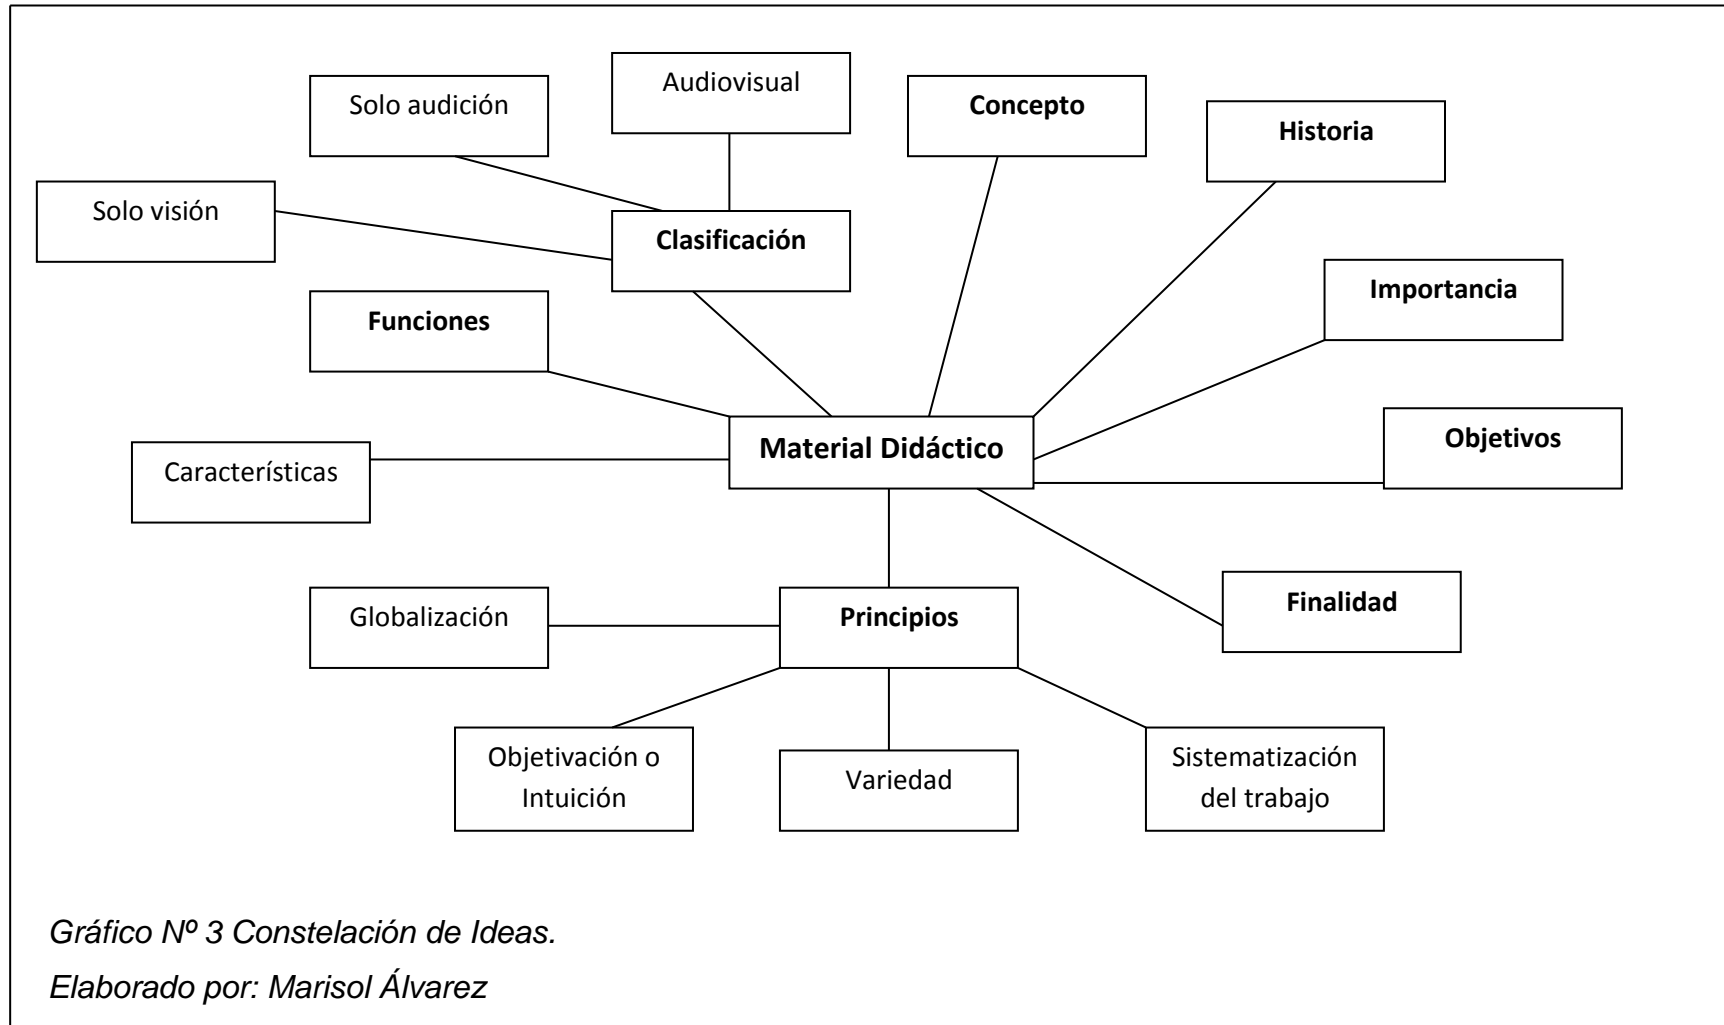 Audiovisual
Solo audición
Concepto
Historia
Solo visión
Clasificación
Importancia
Funciones
Material Didáctico
Objetivos
Características
Finalidad
Globalización
Principios
Objetivación o
Intuición
Variedad
Sistematización
del trabajo
Gráfico Nº 3 Constelación de Ideas.
Elaborado por: Marisol Álvarez